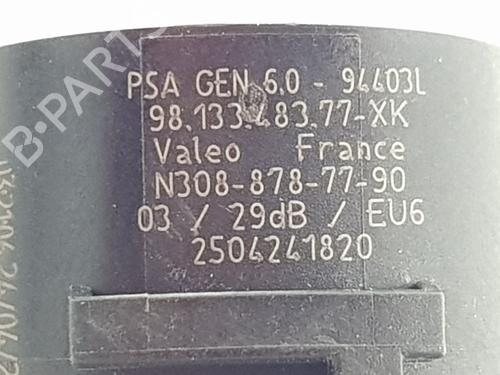 PSA GEN 6.0 - 94403L
98.133.483.77-XK
Valeo France
N308-878-77-90
03 / 29dB / EU6
2504241820
B-PARTS